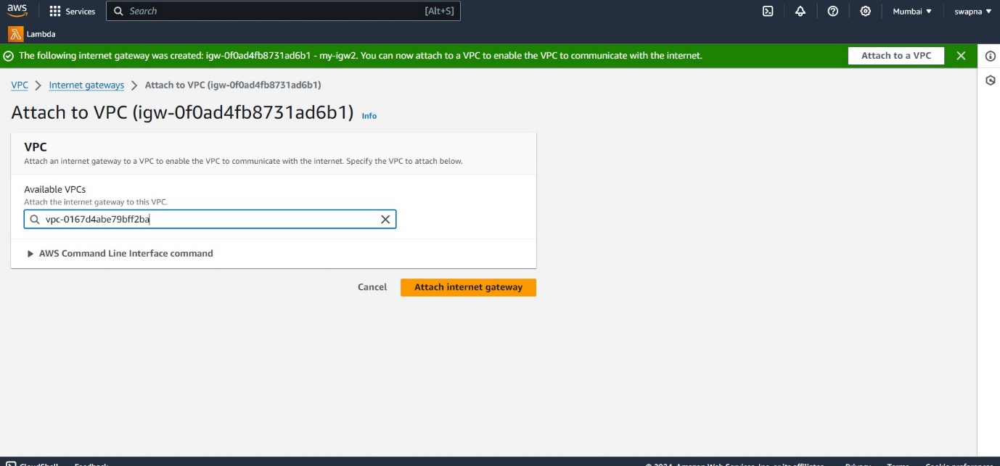 aws Services Search [Alt+S] Mumbai ▼ swapna ▼
Lambda
The following internet gateway was created: igw-0f0ad4fb8731ad6b1 - my-igw2. You can now attach to a VPC to enable the VPC to communicate with the internet. Attach to a VPC
VPC > Internet gateways > Attach to VPC (igw-0f0ad4fb8731ad6b1)
Attach to VPC (igw-0f0ad4fb8731ad6b1) Info
VPC
Attach an internet gateway to a VPC to enable the VPC to communicate with the internet. Specify the VPC to attach below.
Available VPCs
Attach the internet gateway to this VPC.
vpc-0167d4abe79bff2ba
AWS Command Line Interface command
Cancel Attach internet gateway
CloudShell Feedback © 2024, Amazon Web Services, Inc. or its affiliates. Privacy Terms Cookie preferences